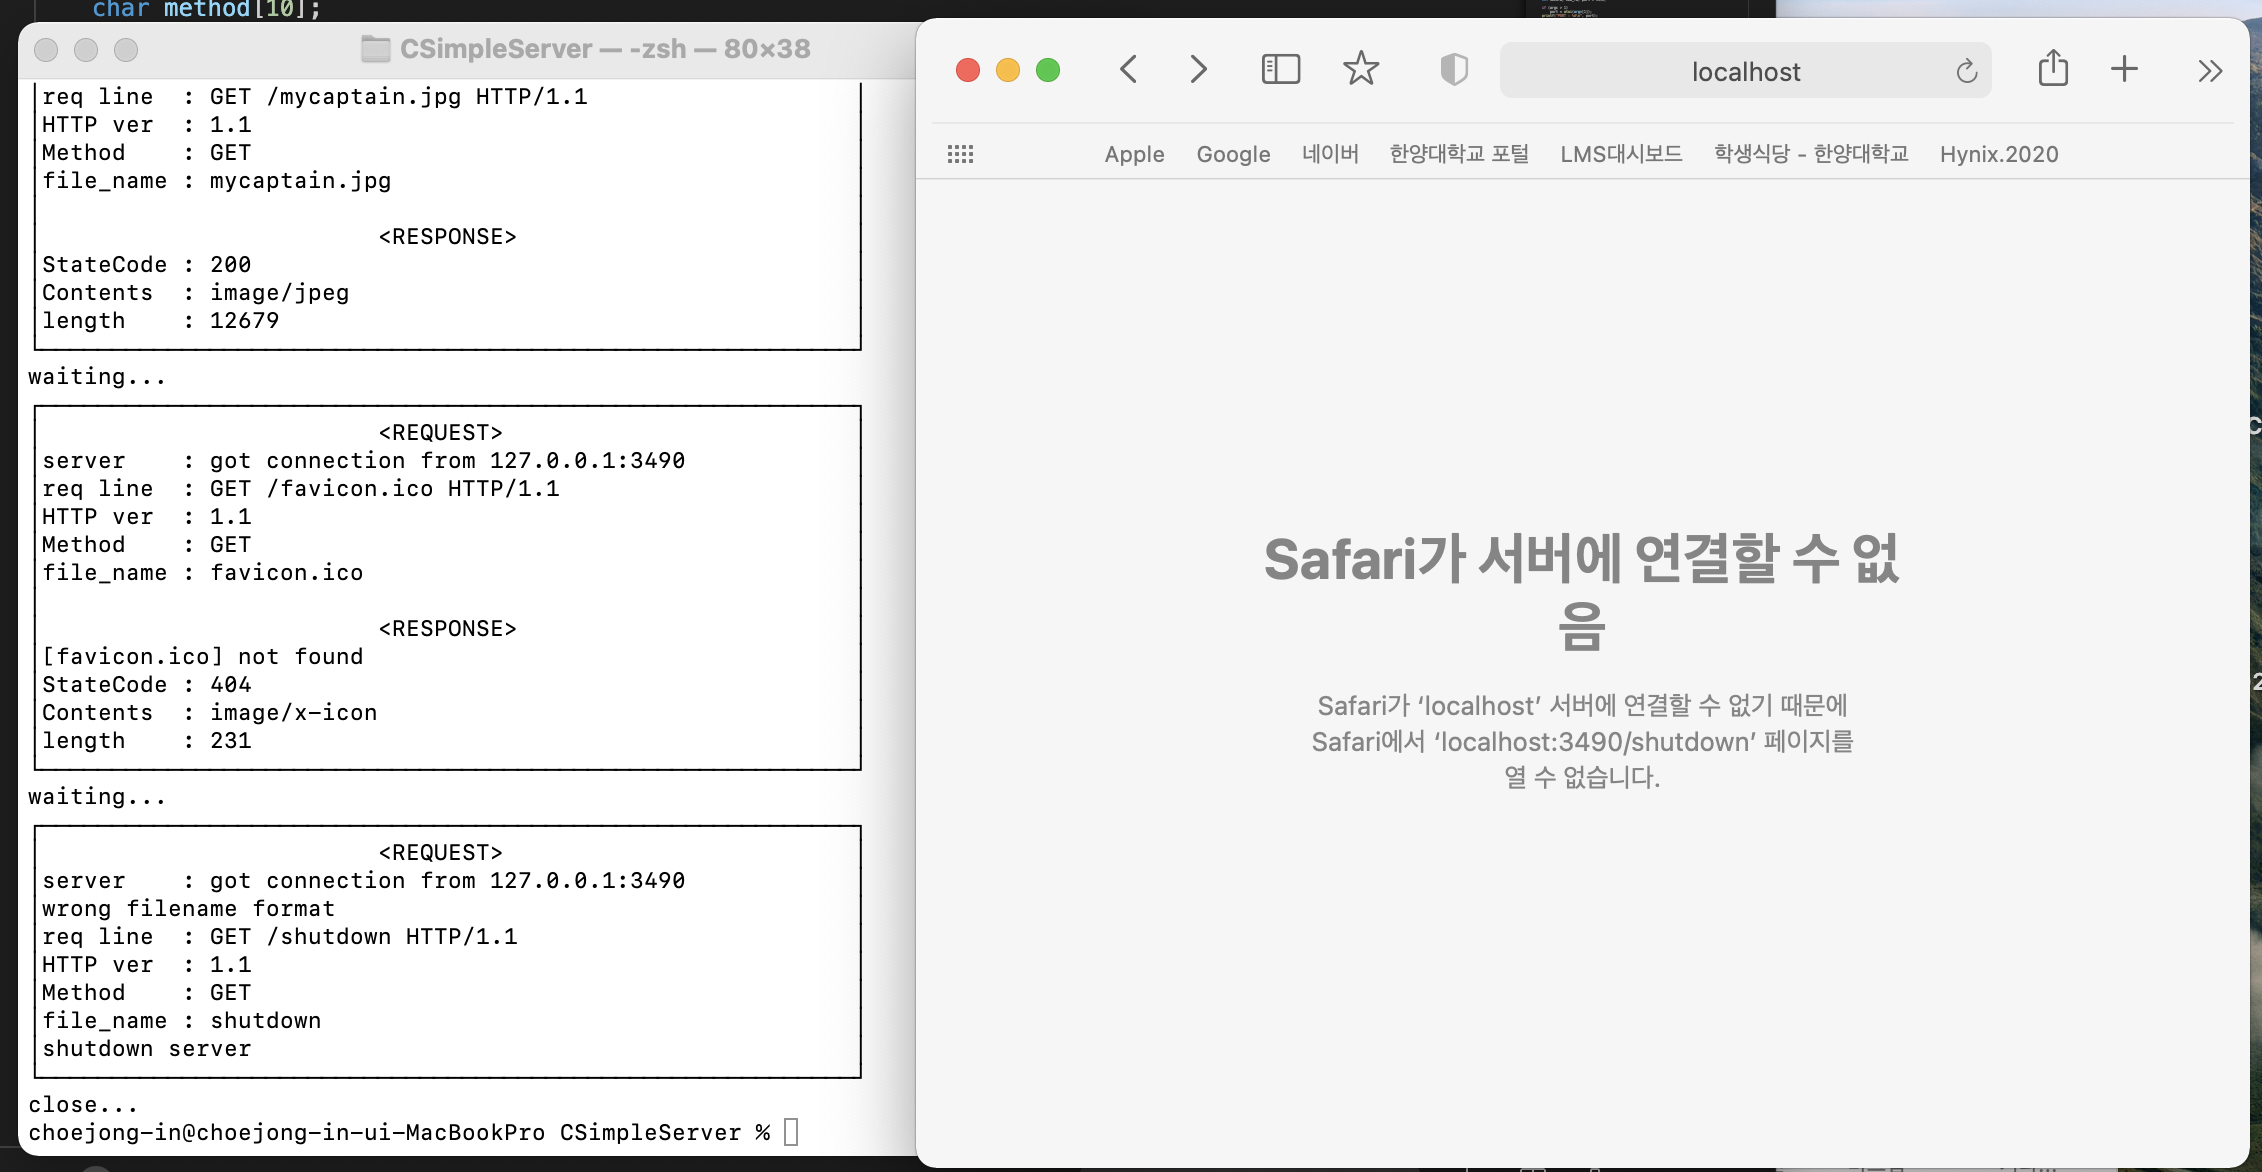 char method[10];
CSimpleServer — -zsh — 80×38
req line  : GET /mycaptain.jpg HTTP/1.1
HTTP ver  : 1.1
Method    : GET
file_name : mycaptain.jpg
<RESPONSE>
StateCode : 200
Contents  : image/jpeg
length    : 12679
waiting...
<REQUEST>
server    : got connection from 127.0.0.1:3490
req line  : GET /favicon.ico HTTP/1.1
HTTP ver  : 1.1
Method    : GET
file_name : favicon.ico
<RESPONSE>
[favicon.ico] not found
StateCode : 404
Contents  : image/x-icon
length    : 231
waiting...
<REQUEST>
server    : got connection from 127.0.0.1:3490
wrong filename format
req line  : GET /shutdown HTTP/1.1
HTTP ver  : 1.1
Method    : GET
file_name : shutdown
shutdown server
close...
choejong-in@choejong-in-ui-MacBookPro CSimpleServer %
localhost
Apple Google 네이버 한양대학교 포털 LMS대시보드 학생식당 - 한양대학교 Hynix.2020
Safari가 서버에 연결할 수 없
음
Safari가 ‘localhost’ 서버에 연결할 수 없기 때문에
Safari에서 ‘localhost:3490/shutdown’ 페이지를
열 수 없습니다.